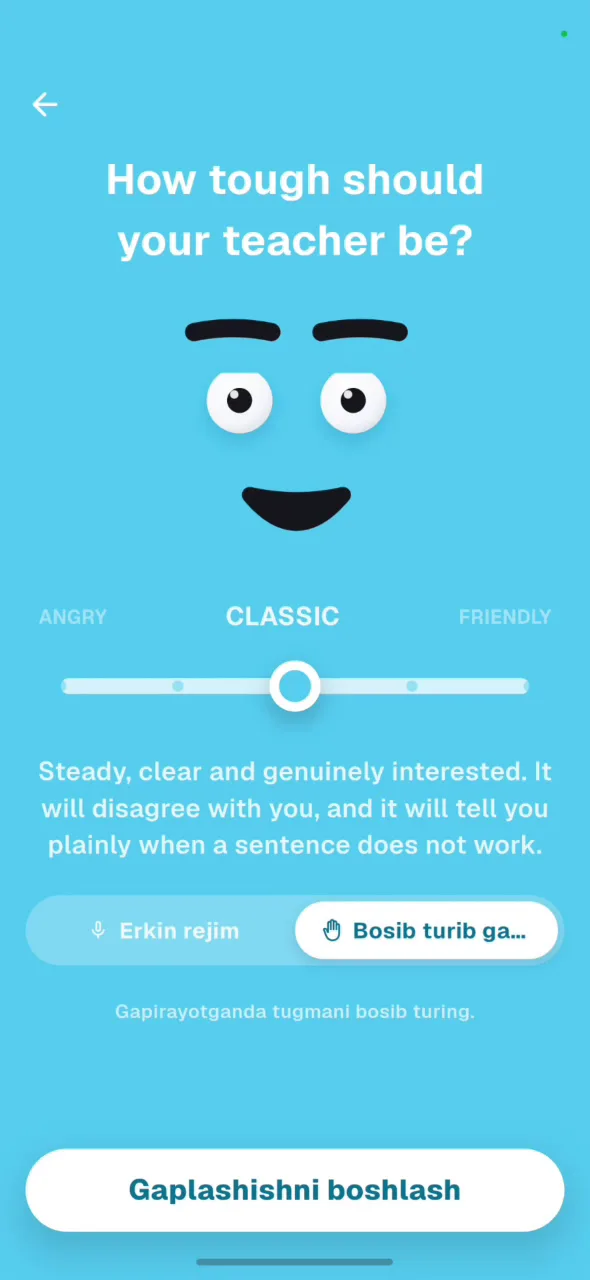 How tough should
your teacher be?
ANGRY
CLASSIC
FRIENDLY
Steady, clear and genuinely interested. It
will disagree with you, and it will tell you
plainly when a sentence does not work.
Erkin rejim
Bosib turib ga...
Gapirayotganda tugmani bosib turing.
Gaplashishni boshlash